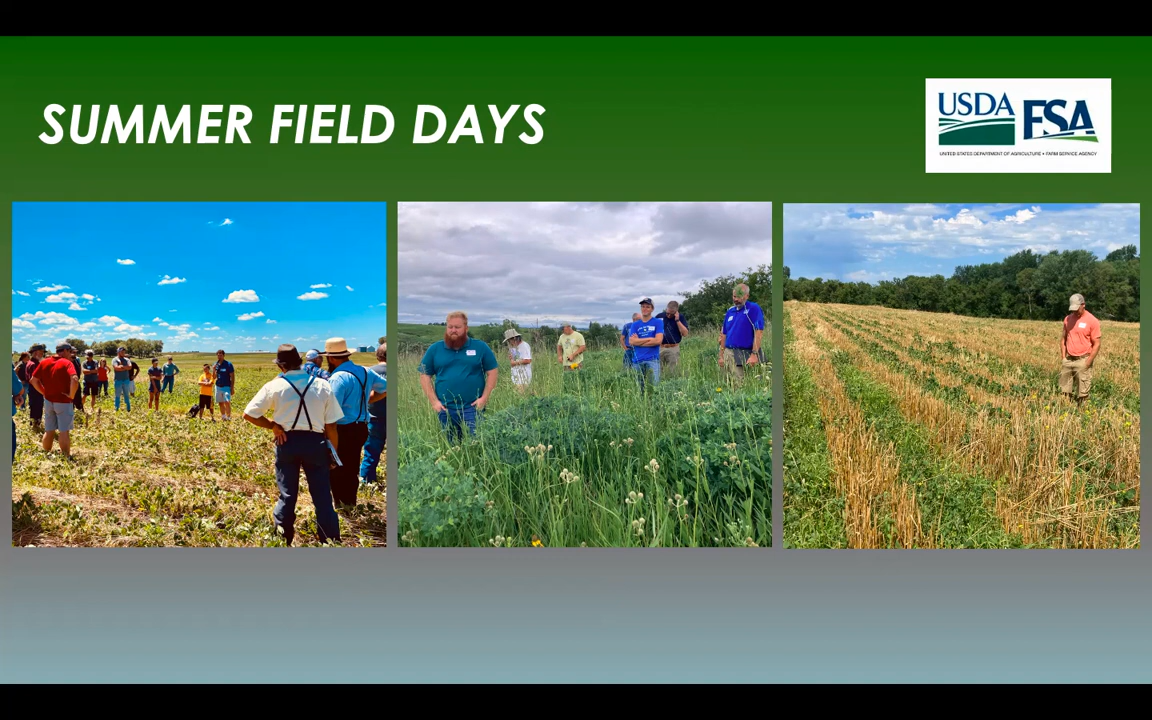 SUMMER FIELD DAYS
USDA FSA
UNITED STATES DEPARTMENT OF AGRICULTURE • FARM SERVICE AGENCY